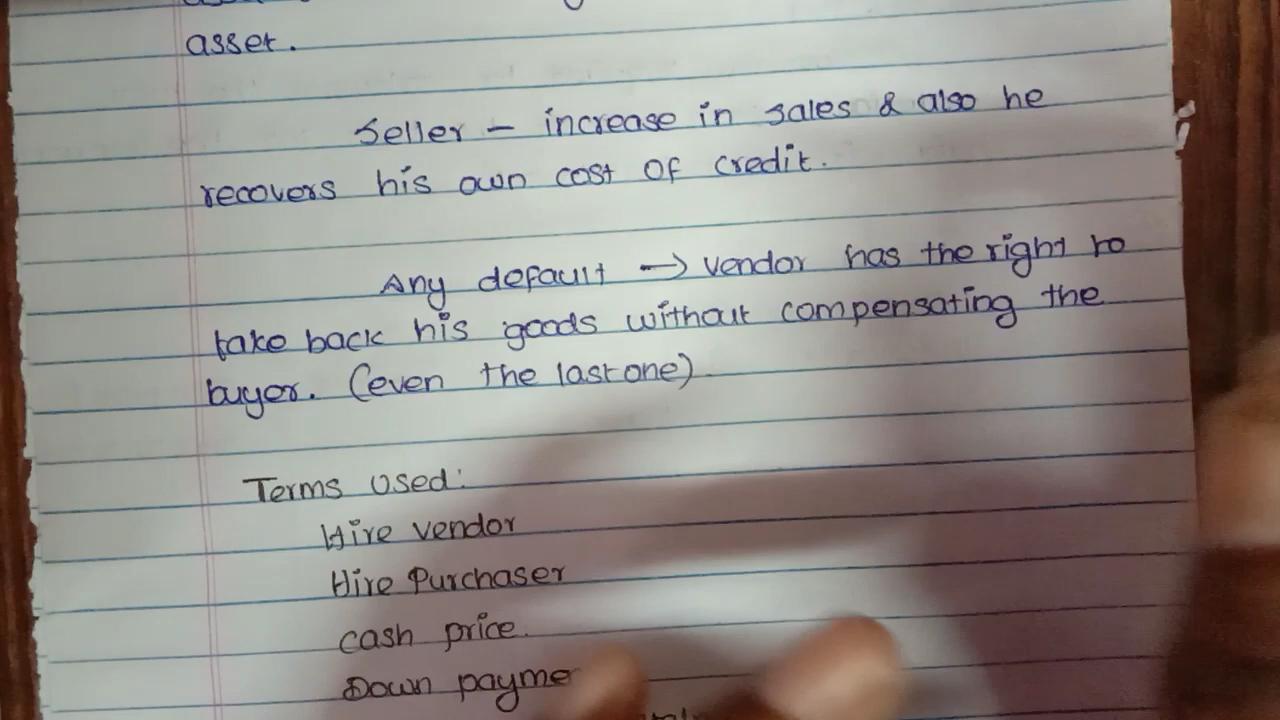 asset.
Seller - increase in sales & also he
recovers his own cost of credit.
Any default → vendor has the right to
take back his goods without compensating the
buyer. (even the last one)
Terms Used:
Hire vendor
Hire Purchaser
cash price.
Down payme